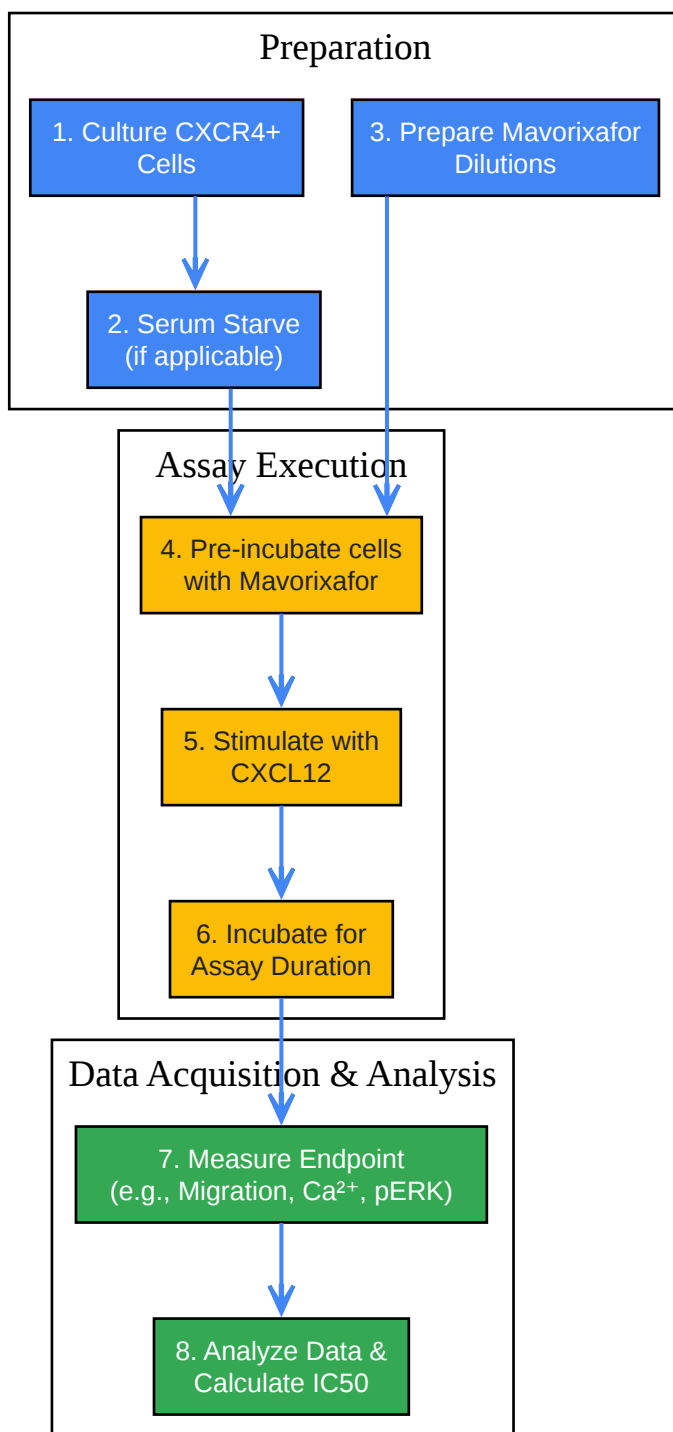 Preparation
1. Culture CXCR4+
Cells
3. Prepare Mavorixafor
Dilutions
2. Serum Starve
(if applicable)
Assay Execution
4. Pre-incubate cells
with Mavorixafor
5. Stimulate with
CXCL12
6. Incubate for
Assay Duration
Data Acquisition & Analysis
7. Measure Endpoint
(e.g., Migration, Ca²⁺, pERK)
8. Analyze Data &
Calculate IC50